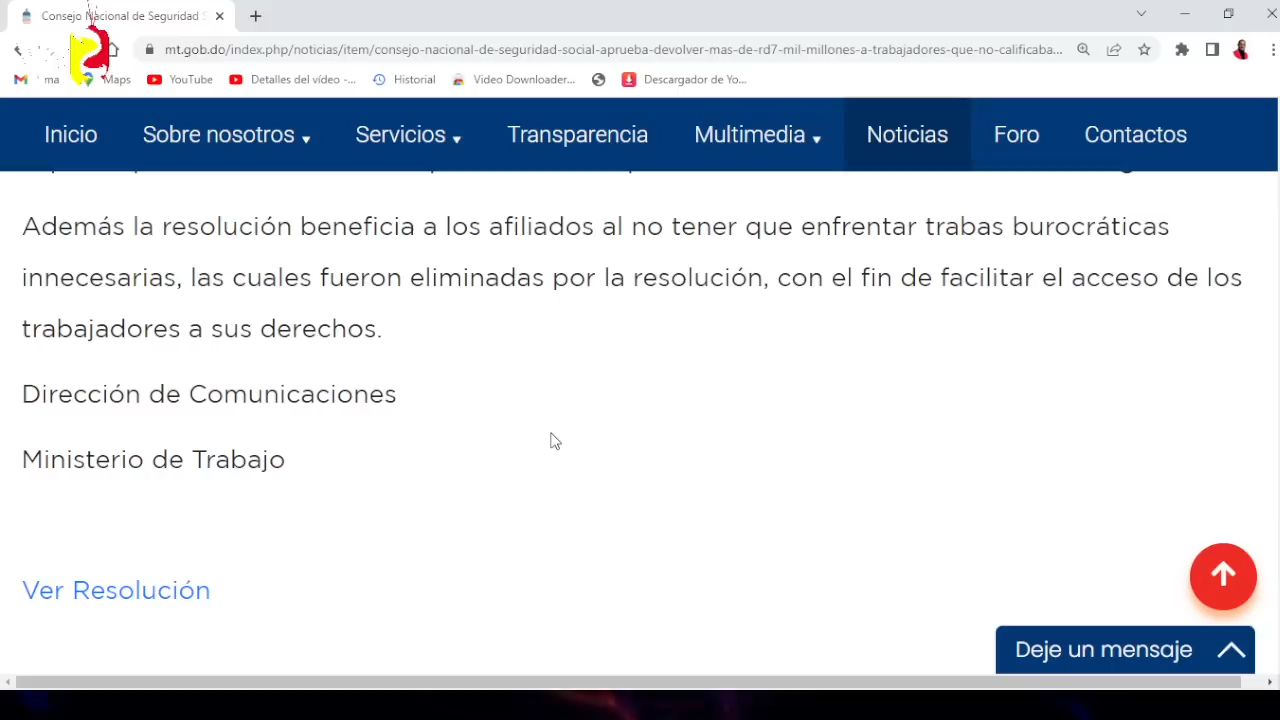 Consejo Nacional de Seguridad S
mt.gob.do/index.php/noticias/item/consejo-nacional-de-seguridad-social-aprueba-devolver-mas-de-rd7-mil-millones-a-trabajadores-que-no-calificaba...
Maps YouTube Detalles del vídeo -... Historial Video Downloader... Descargador de Yo...
Inicio Sobre nosotros Servicios Transparencia Multimedia Noticias Foro Contactos
Además la resolución beneficia a los afiliados al no tener que enfrentar trabas burocráticas
innecesarias, las cuales fueron eliminadas por la resolución, con el fin de facilitar el acceso de los
trabajadores a sus derechos.
Dirección de Comunicaciones
Ministerio de Trabajo
Ver Resolución
Deje un mensaje